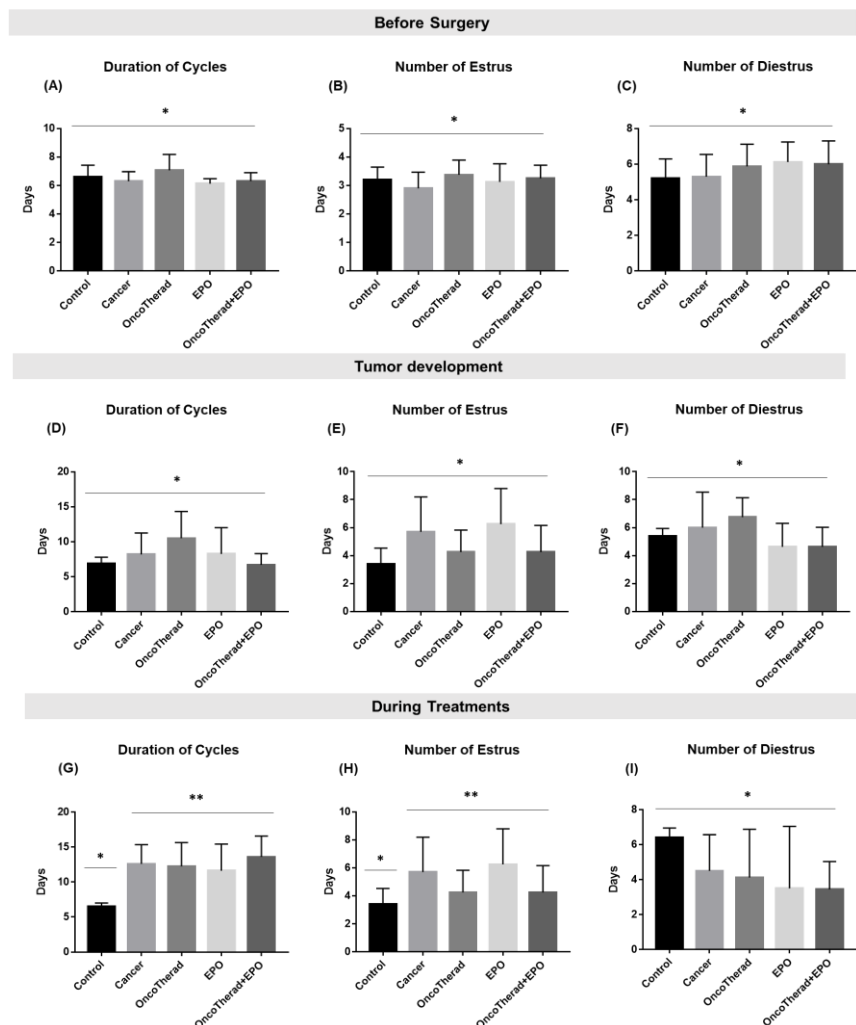 Before Surgery
Duration of Cycles
Number of Estrus
Number of Diestrus
(A)
(B)
(C)
*
*
*
10
8
6
4
2
0
Days
5
4
3
2
1
0
Days
8
6
4
2
0
Days
Control
Cancer
OncoTherad
EPO
OncoTherad+EPO
Control
Cancer
OncoTherad
EPO
OncoTherad+EPO
Control
Cancer
OncoTherad
EPO
OncoTherad+EPO
Tumor development
Duration of Cycles
Number of Estrus
Number of Diestrus
(D)
(E)
(F)
*
*
*
20
15
10
5
0
Days
10
8
6
4
2
0
Days
10
8
6
4
2
0
Days
Control
Cancer
OncoTherad
EPO
OncoTherad+EPO
Control
Cancer
OncoTherad
EPO
OncoTherad+EPO
Control
Cancer
OncoTherad
EPO
OncoTherad+EPO
During Treatments
Duration of Cycles
Number of Estrus
Number of Diestrus
(G)
(H)
(I)
*
**
*
**
*
20
15
10
5
0
Days
10
8
6
4
2
0
Days
8
6
4
2
0
Days
Control
Cancer
OncoTherad
EPO
OncoTherad+EPO
Control
Cancer
OncoTherad
EPO
OncoTherad+EPO
Control
Cancer
OncoTherad
EPO
OncoTherad+EPO